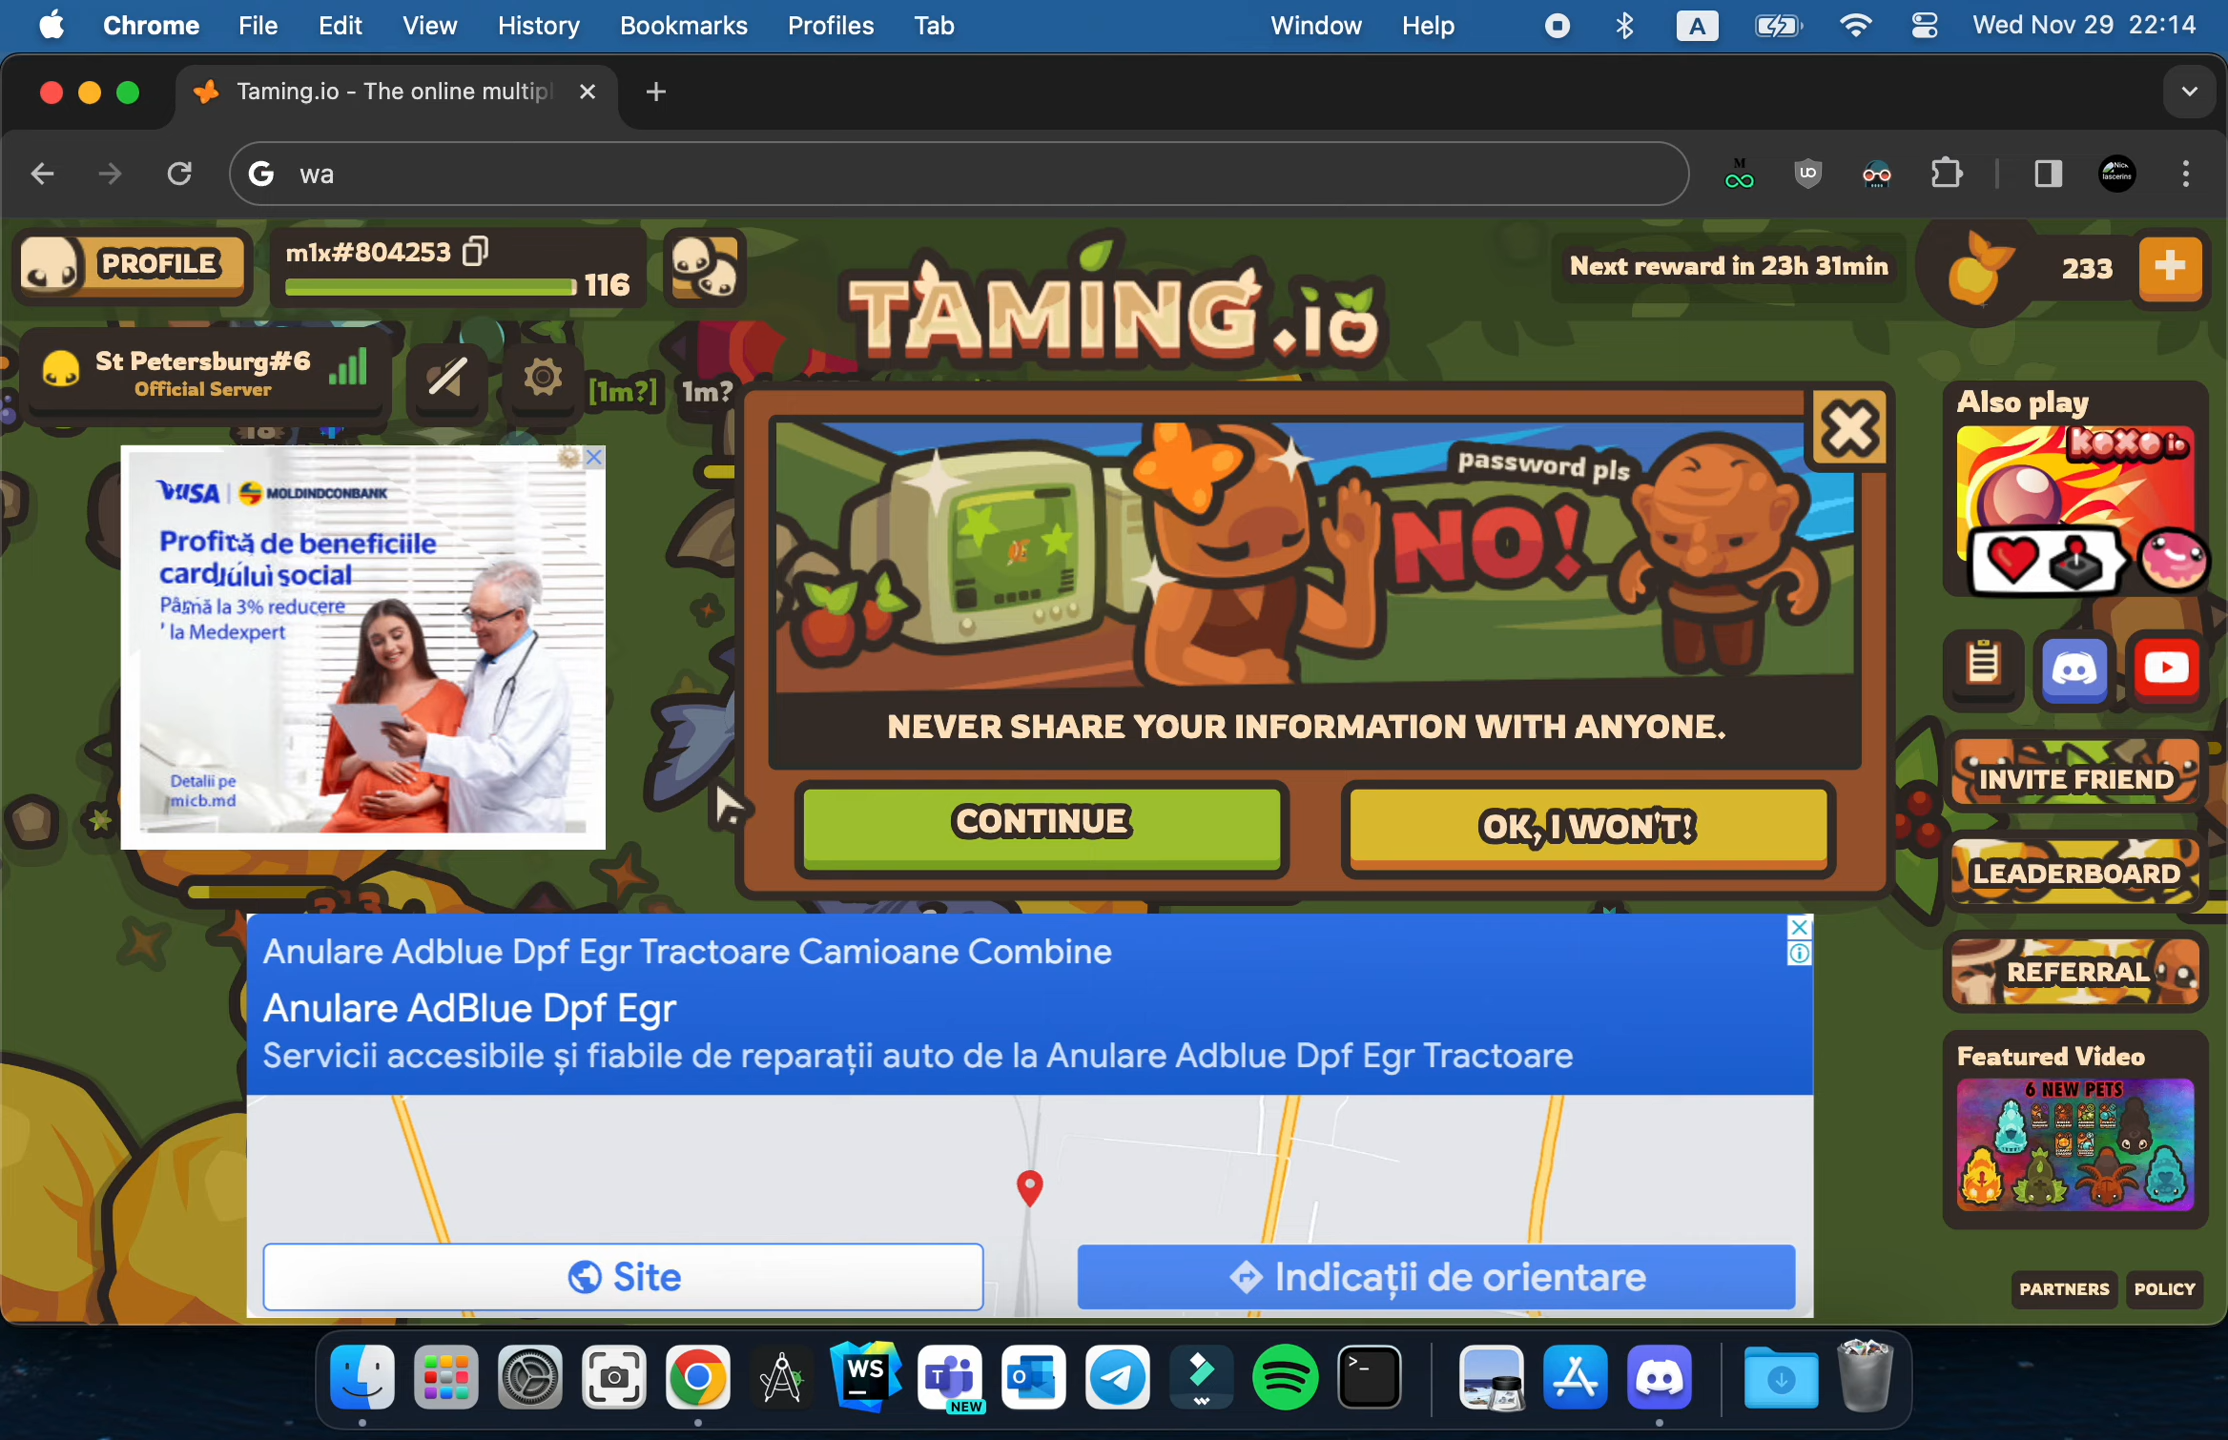 Chrome File Edit View History Bookmarks Profiles Tab Window Help A Wed Nov 29 22:14
Taming.io - The online multipl
wa
PROFILE
m1x#804253
116
TAMING.io
Next reward in 23h 31min
233
St Petersburg#6
Official Server
[1m?] 1m?
Also play
KOXO.io
password pls
NO!
NEVER SHARE YOUR INFORMATION WITH ANYONE.
CONTINUE
OK, I WON'T!
VISA MOLDINDCONBANK
Profită de beneficiile
cardului social
Până la 3% reducere
la Medexpert
Detalii pe
micb.md
INVITE FRIEND
LEADERBOARD
REFERRAL
Featured Video
6 NEW PETS
PARTNERS POLICY
Anulare Adblue Dpf Egr Tractoare Camioane Combine
Anulare AdBlue Dpf Egr
Servicii accesibile și fiabile de reparații auto de la Anulare Adblue Dpf Egr Tractoare
Site
Indicații de orientare
WS
NEW